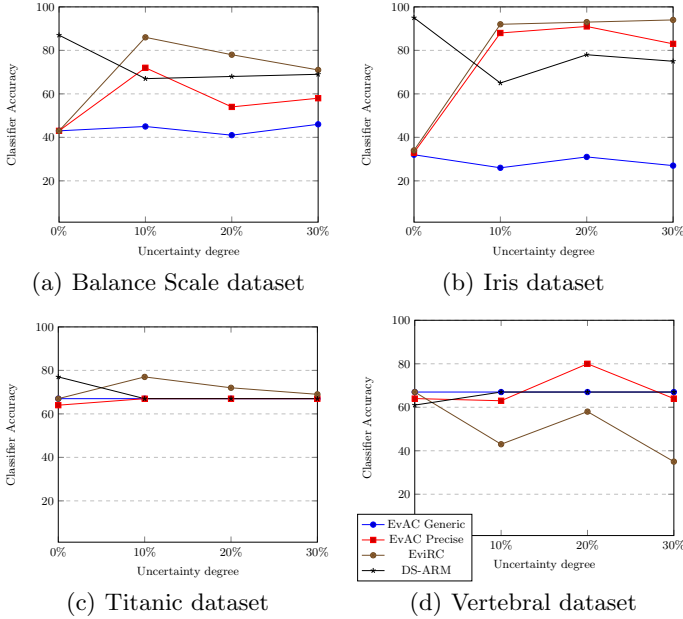 100
80
60
40
20
0%
10%
20%
30%
Uncertainty degree
Classifier Accuracy
(a) Balance Scale dataset
100
80
60
40
20
0%
10%
20%
30%
Uncertainty degree
Classifier Accuracy
(b) Iris dataset
100
80
60
40
20
0%
10%
20%
30%
Uncertainty degree
Classifier Accuracy
(c) Titanic dataset
100
80
60
40
20
10%
20%
30%
Uncertainty degree
Classifier Accuracy
EvAC Generic
EvAC Precise
EviRC
DS-ARM
(d) Vertebral dataset